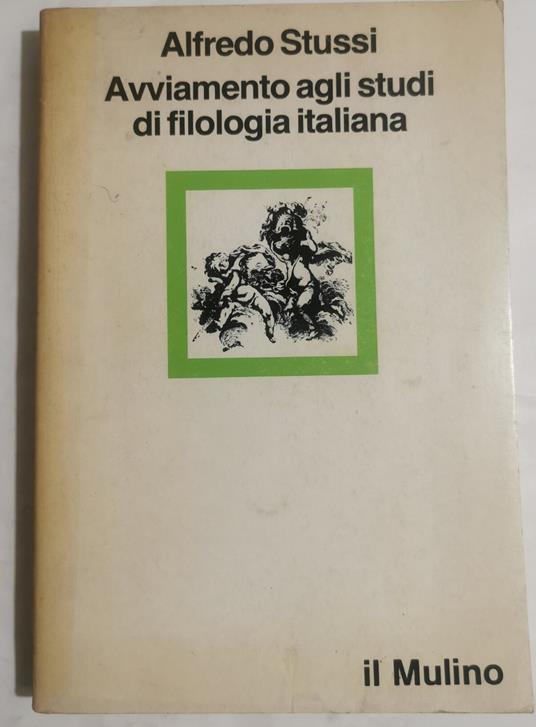 Alfredo Stussi
Avviamento agli studi
di filologia italiana
il Mulino